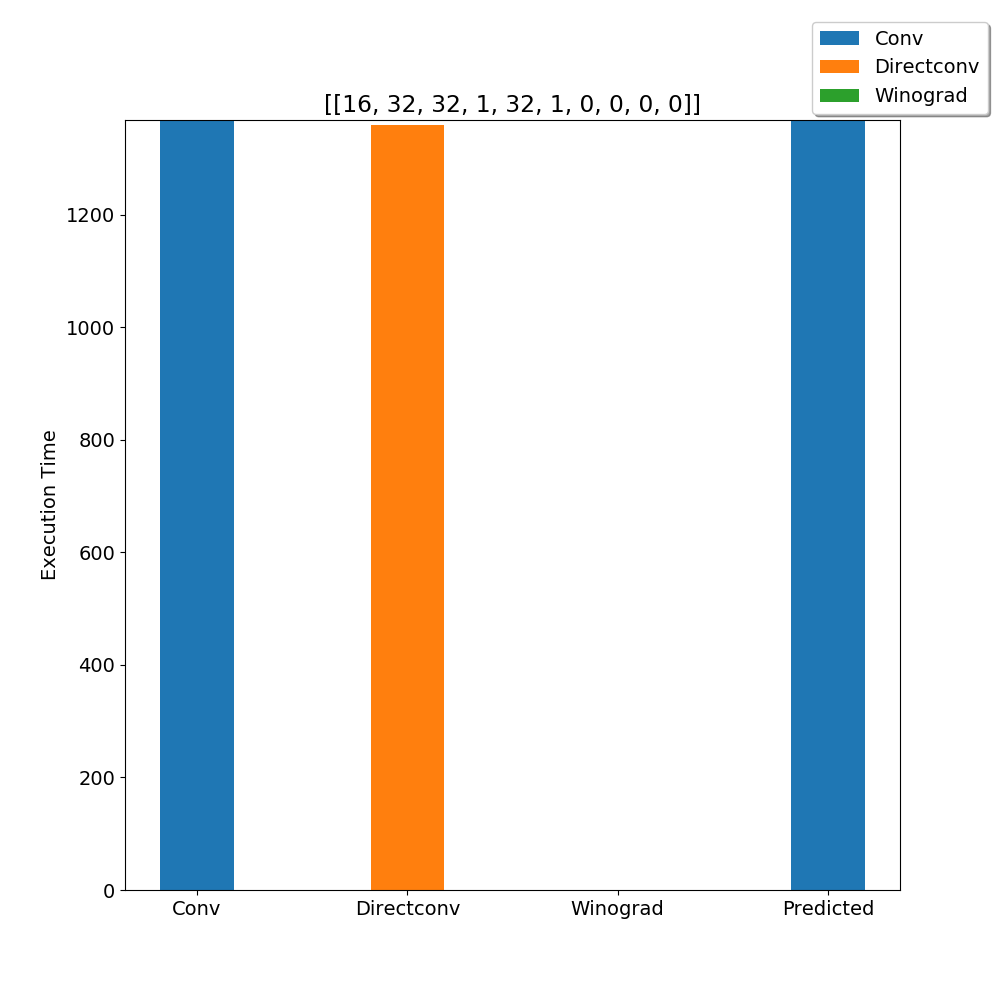 Conv
Directconv
Winograd
[[16, 32, 32, 1, 32, 1, 0, 0, 0, 0]]
1200
1000
800
600
400
200
0
Execution Time
Conv Directconv Winograd Predicted